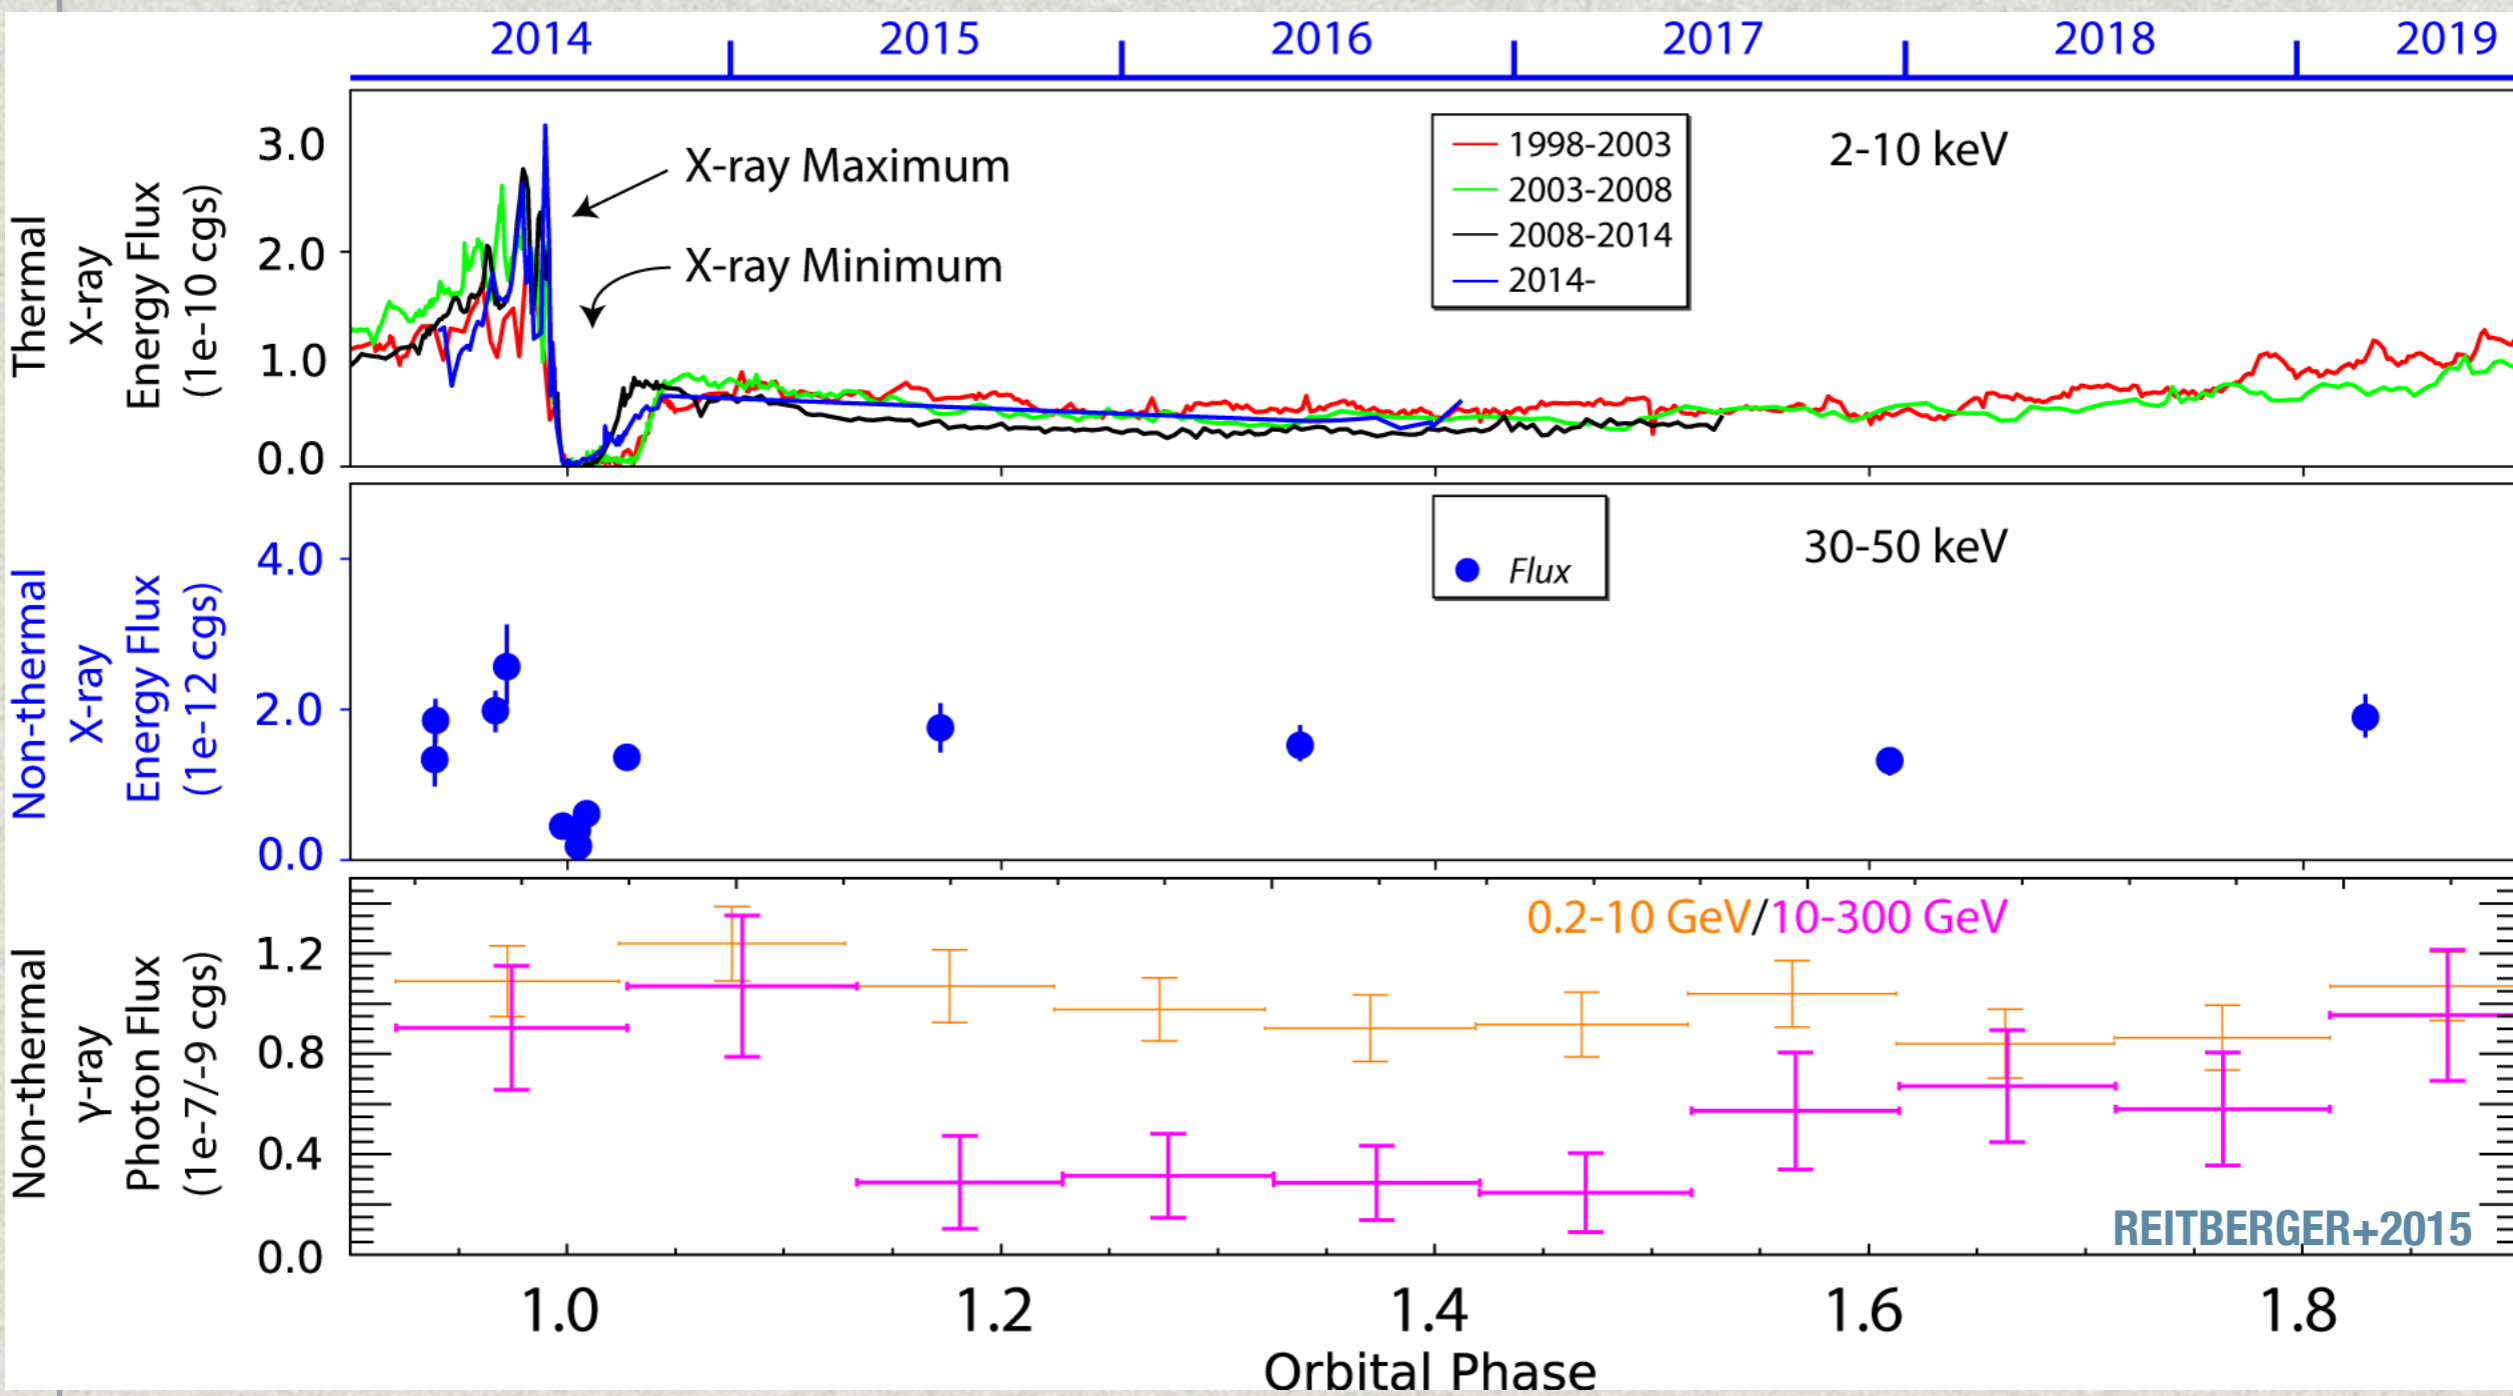 2014 2015 2016 2017 2018 2019
Thermal
X-ray
Energy Flux
(1e-10 cgs)
3.0
2.0
1.0
0.0
X-ray Maximum
X-ray Minimum
1998-2003
2003-2008
2008-2014
2014-
2-10 keV
Non-thermal
X-ray
Energy Flux
(1e-12 cgs)
4.0
2.0
0.0
Flux
30-50 keV
Non-thermal
γ-ray
Photon Flux
(1e-7/-9 cgs)
1.2
0.8
0.4
0.0
0.2-10 GeV/10-300 GeV
REITBERGER+2015
1.0 1.2 1.4 1.6 1.8
Orbital Phase